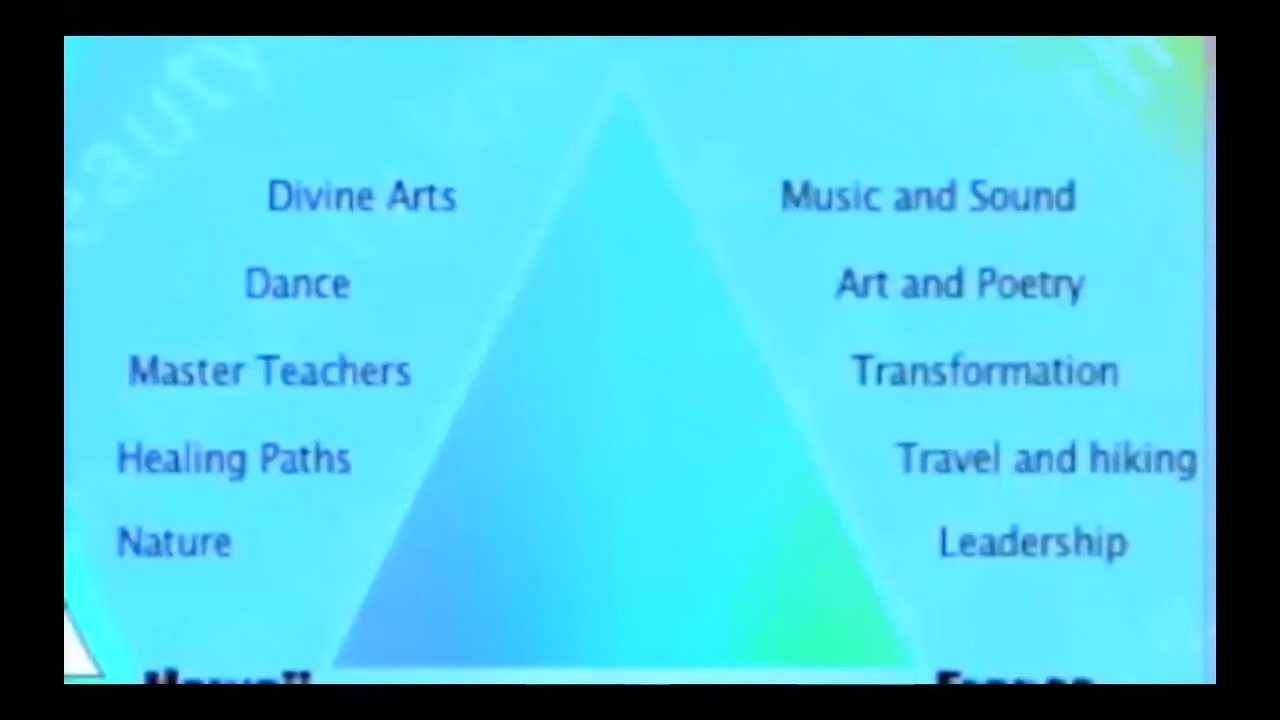 Divine Arts
Music and Sound
Dance
Art and Poetry
Master Teachers
Transformation
Healing Paths
Travel and hiking
Nature
Leadership